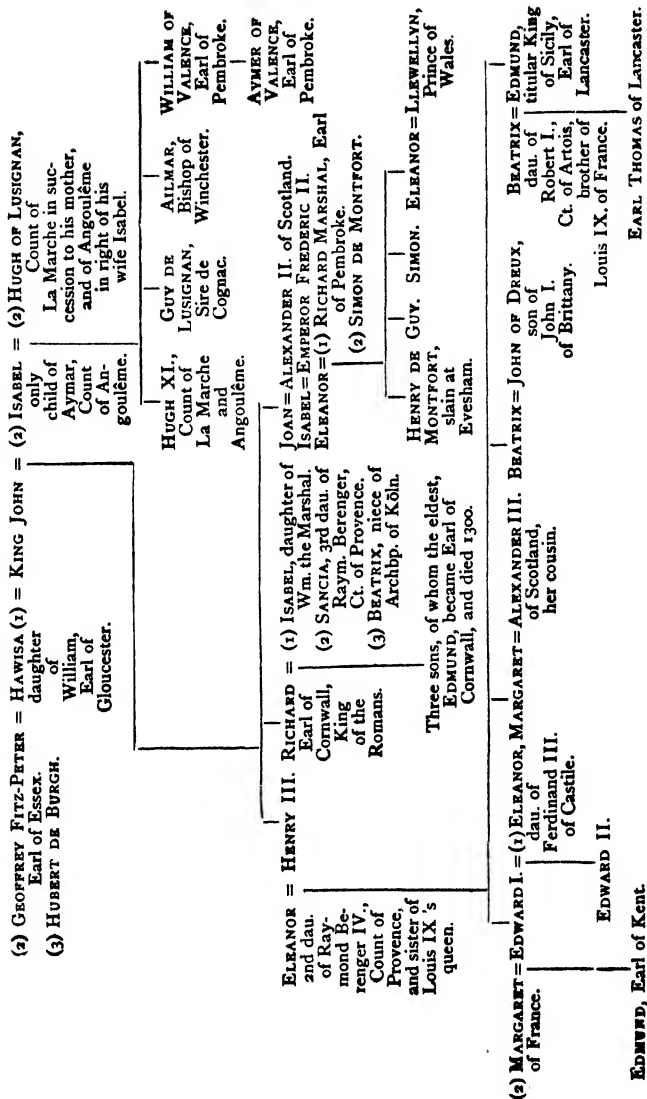 (2) GEOFFREY FITZ-PETER = HAWISA (1) = KING JOHN = (2) ISABEL = (2) HUGH OF LUSIGNAN,
Earl of Essex.
(3) HUBERT DE BURGH.
daughter
of
William,
Earl of
Gloucester.
only
child of
Aymar,
Count
of An-
goulême.
Count of
La Marche in suc-
cession to his mother,
and of Angoulême
in right of his
wife Isabel.
HUGH XI.,
Count of
La Marche
and
Angoulême.
GUY DE
LUSIGNAN,
Sire de
Cognac.
AILMAR,
Bishop of
Winchester.
WILLIAM OF
VALENCE,
Earl of
Pembroke.
AYMER OF
VALENCE,
Earl of
Pembroke.
ELEANOR = HENRY III.
2nd dau.
of Ray-
mond Be-
renger IV.,
Count of
Provence,
and sister of
Louis IX's
queen.
RICHARD =
Earl of
Cornwall,
King
of the
Romans.
(1) ISABEL, daughter of
Wm. the Marshal.
(2) SANCIA, 3rd dau. of
Raym. Berenger,
Ct. of Provence.
(3) BEATRIX, niece of
Archbp. of Köln.
Three sons, of whom the eldest,
EDMUND, became Earl of
Cornwall, and died 1300.
JOAN=ALEXANDER II. of Scotland.
ISABEL=EMPEROR FREDERIC II.
ELEANOR=(1) RICHARD MARSHAL, Earl
of Pembroke.
(2) SIMON DE MONTFORT.
HENRY DE
MONTFORT,
slain at
Evesham.
GUY.
SIMON.
ELEANOR=LLEWELLYN,
Prince of
Wales.
(2) MARGARET=EDWARD I.=(1) ELEANOR,
of France.
dau. of
Ferdinand III.
of Castile.
MARGARET=ALEXANDER III.
of Scotland,
her cousin.
BEATRIX=JOHN OF DREUX,
son of
John I.
of Brittany.
BEATRIX=EDMUND,
dau. of
Robert I.,
Ct. of Artois,
brother of
Louis IX. of France.
titular King
of Sicily,
Earl of
Lancaster.
EDMUND, Earl of Kent.
EDWARD II.
EARL THOMAS of Lancaster.